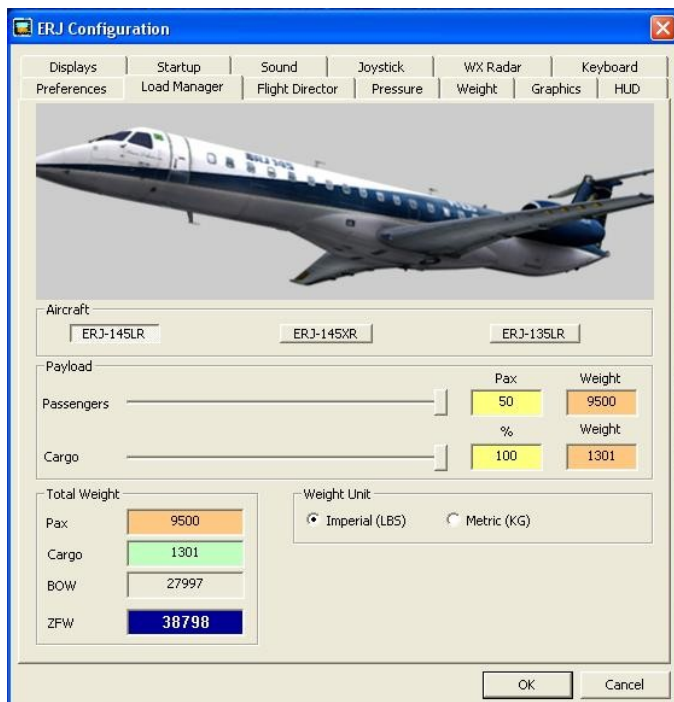 ERJ Configuration
Displays Startup Sound Joystick WX Radar Keyboard
Preferences Load Manager Flight Director Pressure Weight Graphics HUD
ERJ 145
Aircraft
ERJ-145LR ERJ-145XR ERJ-135LR
Payload
Pax Weight
Passengers 50 9500
% Weight
Cargo 100 1301
Total Weight Weight Unit
Pax 9500 Imperial (LBS) Metric (KG)
Cargo 1301
BOW 27997
ZFW 38798
OK Cancel